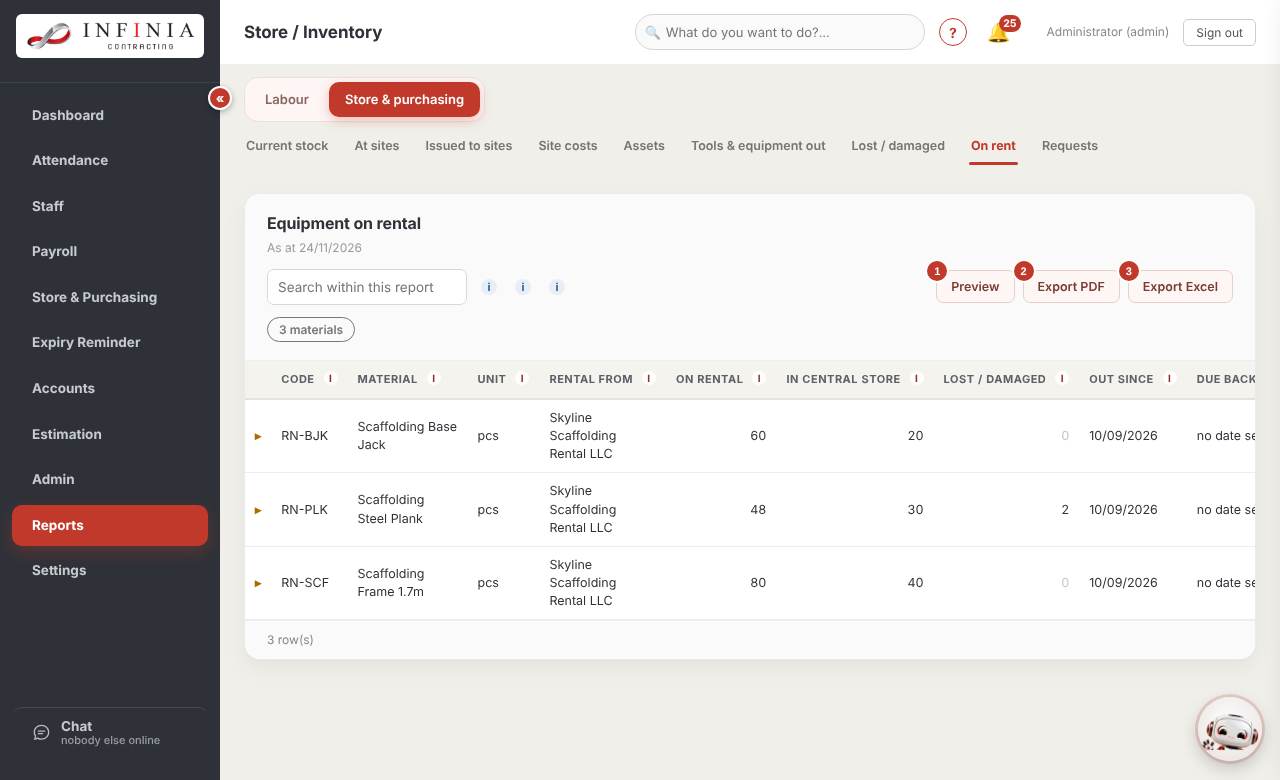 INFINIA
CONTRACTING
Store / Inventory
What do you want to do?...
?
25
Administrator (admin)
Sign out
«
Dashboard
Attendance
Staff
Payroll
Store & Purchasing
Expiry Reminder
Accounts
Estimation
Admin
Reports
Settings
Chat
nobody else online
Labour
Store & purchasing
Current stock
At sites
Issued to sites
Site costs
Assets
Tools & equipment out
Lost / damaged
On rent
Requests
Equipment on rental
As at 24/11/2026
Search within this report
i i i
1 Preview
2 Export PDF
3 Export Excel
3 materials
CODE I MATERIAL I UNIT I RENTAL FROM I ON RENTAL I IN CENTRAL STORE I LOST / DAMAGED I OUT SINCE I DUE BACK
RN-BJK
Scaffolding Base
Jack
pcs
Skyline
Scaffolding
Rental LLC
60
20
0
10/09/2026
no date se
RN-PLK
Scaffolding
Steel Plank
pcs
Skyline
Scaffolding
Rental LLC
48
30
2
10/09/2026
no date se
RN-SCF
Scaffolding
Frame 1.7m
pcs
Skyline
Scaffolding
Rental LLC
80
40
0
10/09/2026
no date se
3 row(s)